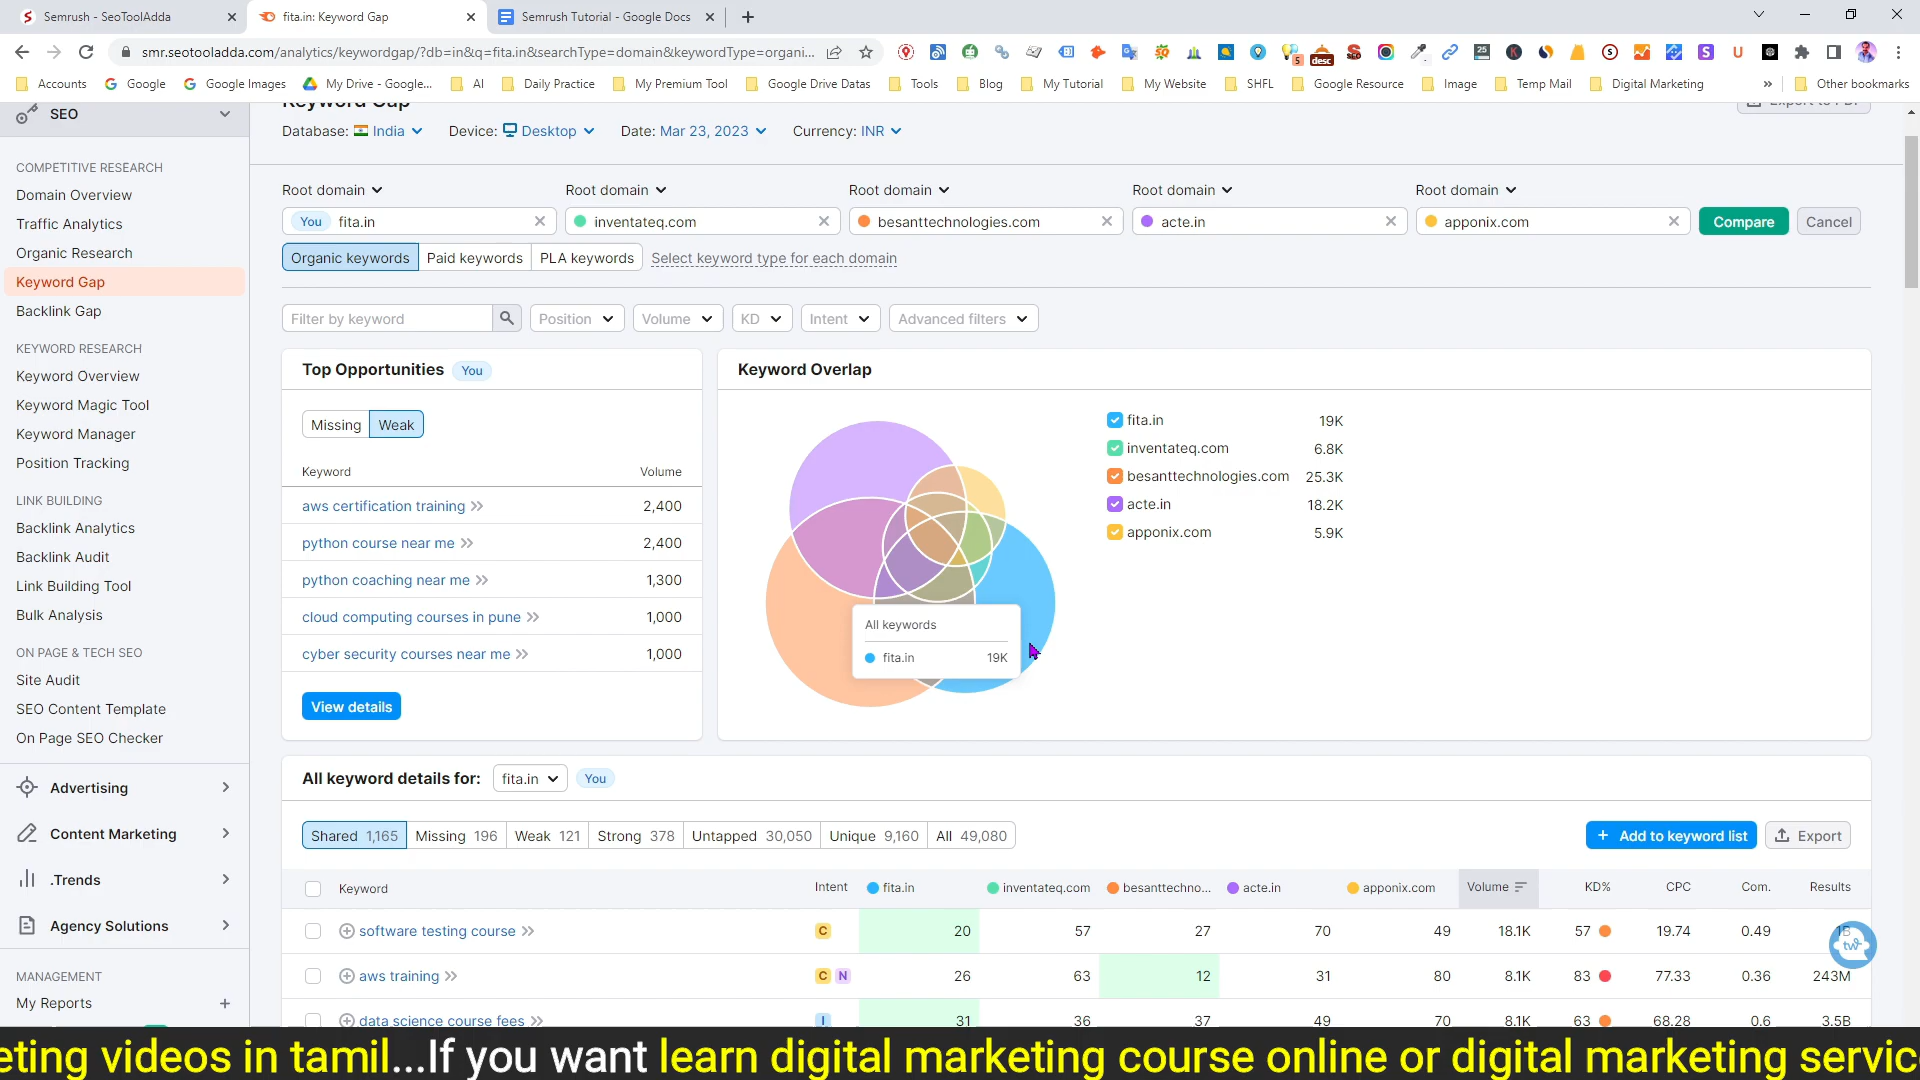 Semrush - SeoToolAdda
fita.in: Keyword Gap
Semrush Tutorial - Google Docs
smr.seotooladda.com/analytics/keywordgap/?db=in&q=fita.in&searchType=domain&keywordType=organi...
Accounts Google Google Images My Drive - Google... AI Daily Practice My Premium Tool Google Drive Datas Tools Blog My Tutorial My Website SHFL Google Resource Image Temp Mail Digital Marketing » Other bookmarks
SEO
COMPETITIVE RESEARCH
Domain Overview
Traffic Analytics
Organic Research
Keyword Gap
Backlink Gap
KEYWORD RESEARCH
Keyword Overview
Keyword Magic Tool
Keyword Manager
Position Tracking
LINK BUILDING
Backlink Analytics
Backlink Audit
Link Building Tool
Bulk Analysis
ON PAGE & TECH SEO
Site Audit
SEO Content Template
On Page SEO Checker
Advertising
Content Marketing
.Trends
Agency Solutions
MANAGEMENT
My Reports +
Keyword Gap
Export to PDF
Database: India Device: Desktop Date: Mar 23, 2023 Currency: INR
Root domain Root domain Root domain Root domain Root domain
You fita.in inventateq.com besanttechnologies.com acte.in apponix.com Compare Cancel
Organic keywords Paid keywords PLA keywords Select keyword type for each domain
Filter by keyword Position Volume KD Intent Advanced filters
Top Opportunities You
Missing Weak
Keyword Volume
aws certification training 2,400
python course near me 2,400
python coaching near me 1,300
cloud computing courses in pune 1,000
cyber security courses near me 1,000
View details
Keyword Overlap
fita.in 19K
inventateq.com 6.8K
besanttechnologies.com 25.3K
acte.in 18.2K
apponix.com 5.9K
All keywords
fita.in 19K
All keyword details for: fita.in You
Shared 1,165 Missing 196 Weak 121 Strong 378 Untapped 30,050 Unique 9,160 All 49,080
+ Add to keyword list Export
Keyword Intent fita.in inventateq.com besanttechno... acte.in apponix.com Volume KD% CPC Com. Results
software testing course C 20 57 27 70 49 18.1K 57 19.74 0.49 1B
aws training C N 26 63 12 31 80 8.1K 83 77.33 0.36 243M
data science course fees I 31 36 37 49 70 8.1K 63 68.28 0.6 3.5B
eting videos in tamil...If you want learn digital marketing course online or digital marketing servic